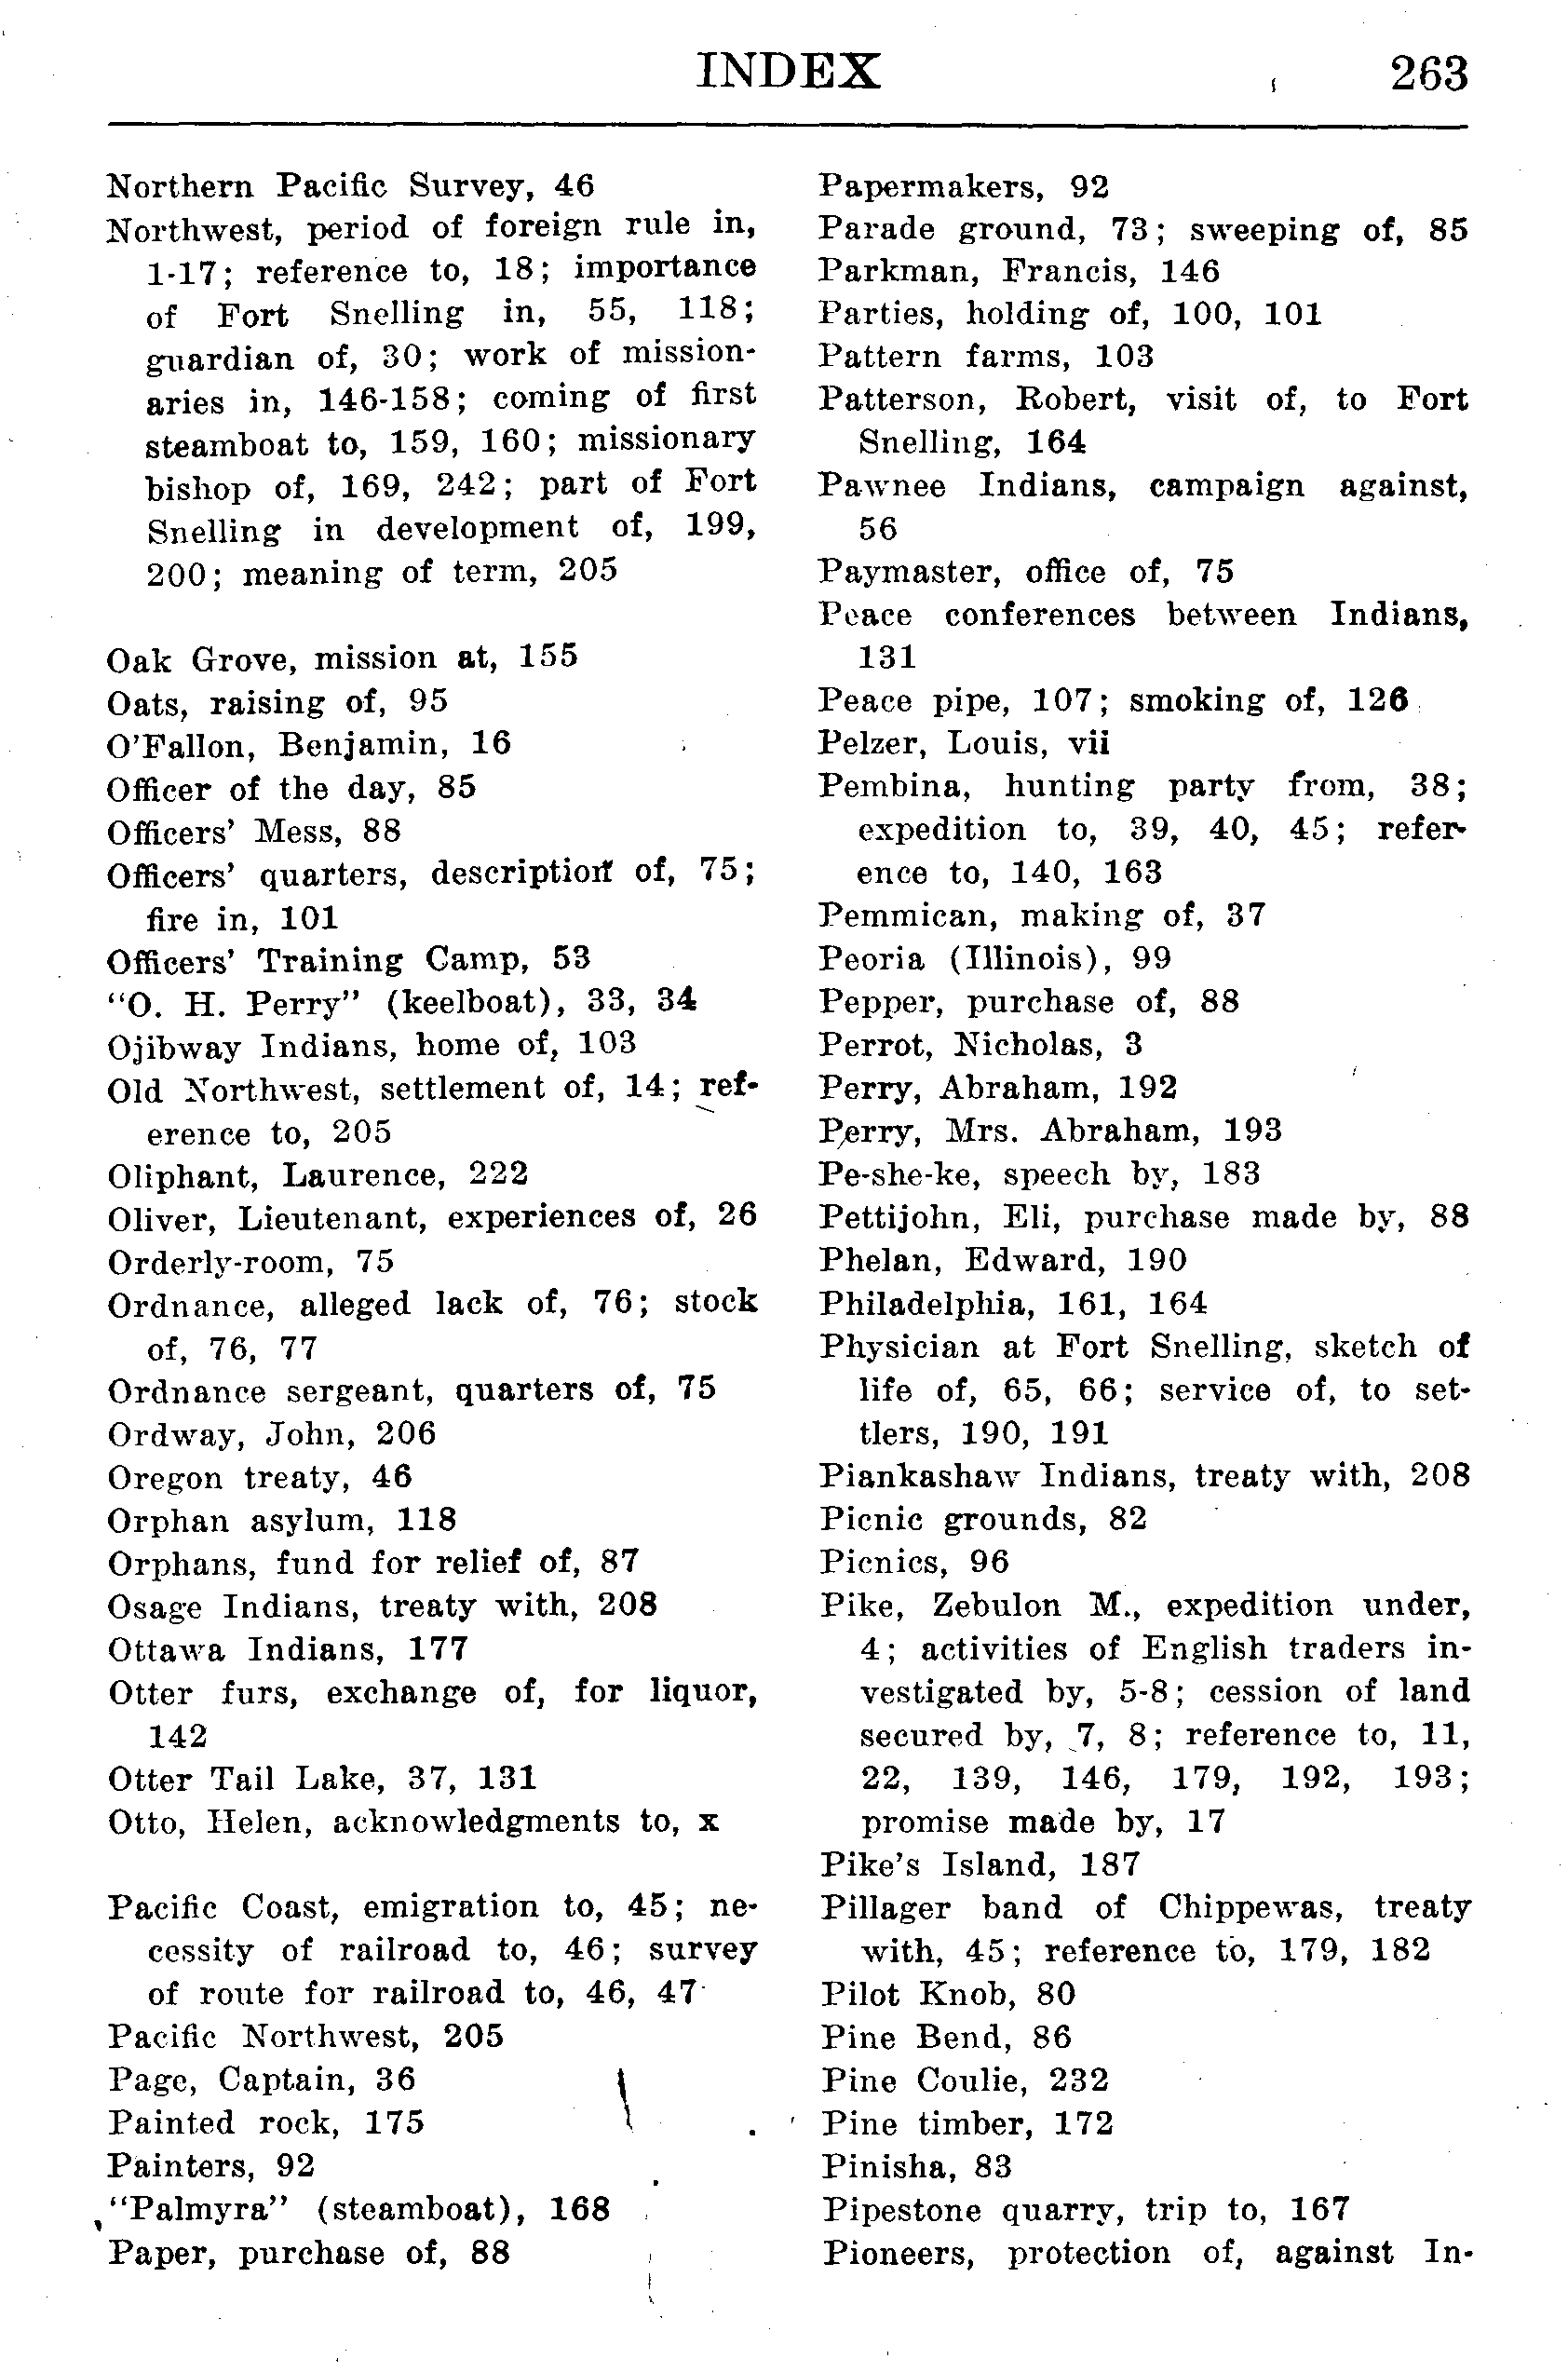 INDEX 263
Northern Pacific Survey, 46
Northwest, period of foreign rule in,
1-17; reference to, 18; importance
of Fort Snelling in, 55, 118;
guardian of, 30; work of mission-
aries in, 146-158; coming of first
steamboat to, 159, 160; missionary
bishop of, 169, 242; part of Fort
Snelling in development of, 199,
200; meaning of term, 205
Oak Grove, mission at, 155
Oats, raising of, 95
O'Fallon, Benjamin, 16
Officer of the day, 85
Officers' Mess, 88
Officers' quarters, description of, 75;
fire in, 101
Officers' Training Camp, 53
"O. H. Perry" (keelboat), 33, 34
Ojibway Indians, home of, 103
Old Northwest, settlement of, 14; ref-
erence to, 205
Oliphant, Laurence, 222
Oliver, Lieutenant, experiences of, 26
Orderly-room, 75
Ordnance, alleged lack of, 76; stock
of, 76, 77
Ordnance sergeant, quarters of, 75
Ordway, John, 206
Oregon treaty, 46
Orphan asylum, 118
Orphans, fund for relief of, 87
Osage Indians, treaty with, 208
Ottawa Indians, 177
Otter furs, exchange of, for liquor,
142
Otter Tail Lake, 37, 131
Otto, Helen, acknowledgments to, x
Pacific Coast, emigration to, 45; ne-
cessity of railroad to, 46; survey
of route for railroad to, 46, 47
Pacific Northwest, 205
Page, Captain, 36
Painted rock, 175
Painters, 92
"Palmyra" (steamboat), 168
Paper, purchase of, 88
Papermakers, 92
Parade ground, 73; sweeping of, 85
Parkman, Francis, 146
Parties, holding of, 100, 101
Pattern farms, 103
Patterson, Robert, visit of, to Fort
Snelling, 164
Pawnee Indians, campaign against,
56
Paymaster, office of, 75
Peace conferences between Indians,
131
Peace pipe, 107; smoking of, 126
Pelzer, Louis, vii
Pembina, hunting party from, 38;
expedition to, 39, 40, 45; refer-
ence to, 140, 163
Pemmican, making of, 37
Peoria (Illinois), 99
Pepper, purchase of, 88
Perrot, Nicholas, 3
Perry, Abraham, 192
Perry, Mrs. Abraham, 193
Pe-she-ke, speech by, 183
Pettijohn, Eli, purchase made by, 88
Phelan, Edward, 190
Philadelphia, 161, 164
Physician at Fort Snelling, sketch of
life of, 65, 66; service of, to set-
tlers, 190, 191
Piankashaw Indians, treaty with, 208
Picnic grounds, 82
Picnics, 96
Pike, Zebulon M., expedition under,
4; activities of English traders in-
vestigated by, 5-8; cession of land
secured by, 7, 8; reference to, 11,
22, 139, 146, 179, 192, 193;
promise made by, 17
Pike's Island, 187
Pillager band of Chippewas, treaty
with, 45; reference to, 179, 182
Pilot Knob, 80
Pine Bend, 86
Pine Coulie, 232
Pine timber, 172
Pinisha, 83
Pipestone quarry, trip to, 167
Pioneers, protection of, against In-